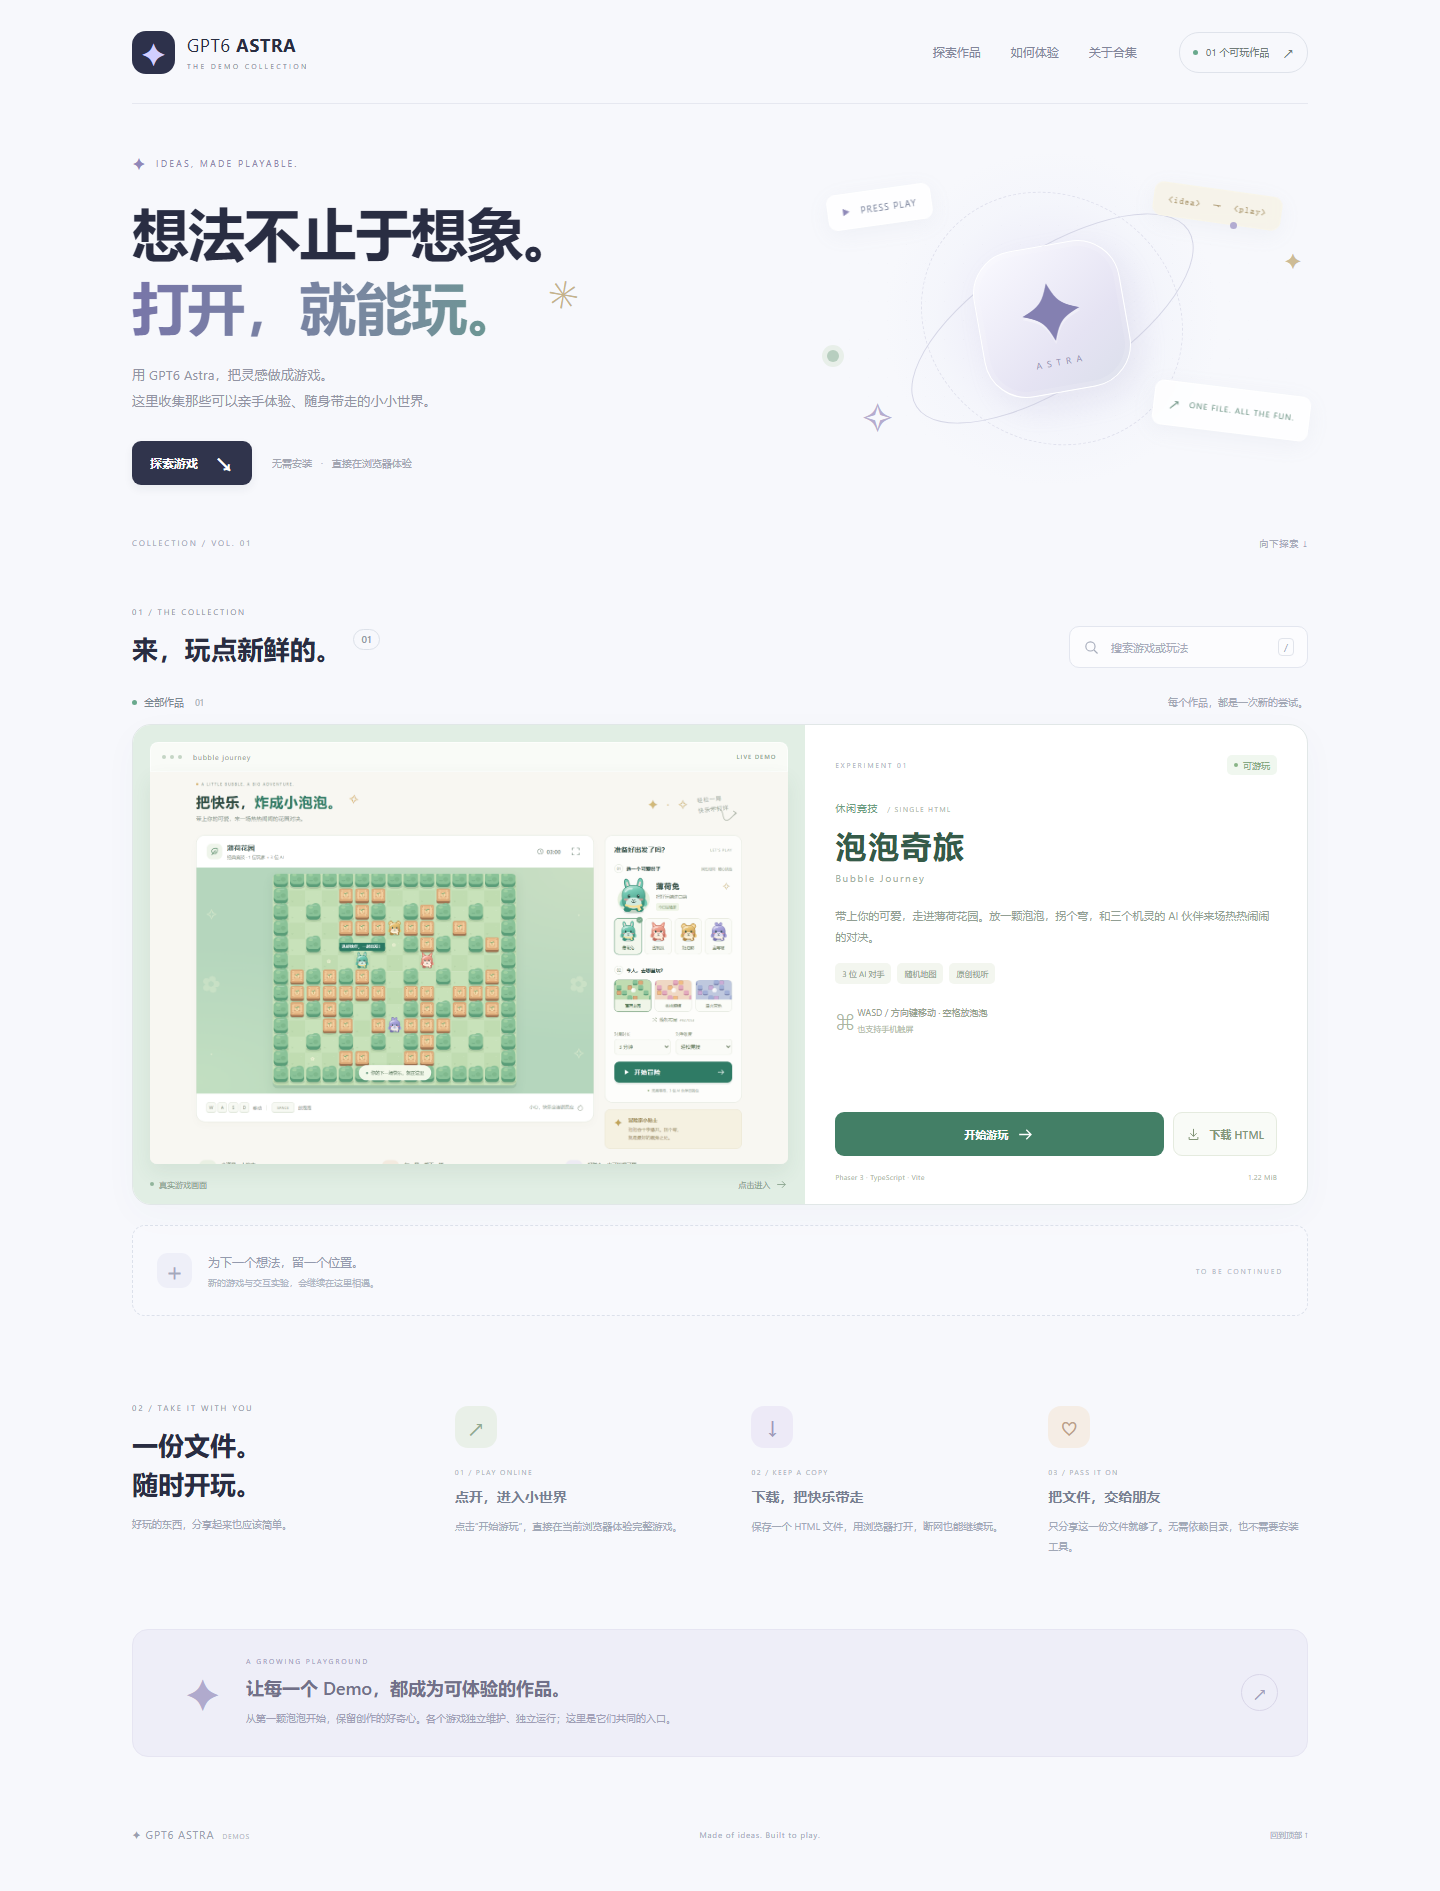 GPT6 ASTRA
THE DEMO COLLECTION
探索作品
如何体验
关于合集
01 个可玩作品 ↗
IDEAS, MADE PLAYABLE.
想法不止于想象。
打开，就能玩。
用 GPT6 Astra，把灵感做成游戏。
这里收集那些可以亲手体验、随身带走的小小世界。
探索游戏 ↘
无需安装 · 直接在浏览器体验
▶ PRESS PLAY
<idea> — <play>
ASTRA
↗ ONE FILE. ALL THE FUN.
COLLECTION / VOL. 01
向下探索 ↓
01 / THE COLLECTION
来，玩点新鲜的。 01
搜索游戏或玩法 /
全部作品 01
每个作品，都是一次新的尝试。
bubble journey
LIVE DEMO
A LITTLE BUBBLE, A BIG ADVENTURE.
把快乐，炸成小泡泡。
薄荷花园
03:00
准备好出发了吗？
LET'S PLAY
薄荷兔
今天，去哪里玩？
2 分钟
开始冒险 →
真实游戏画面
点击进入 →
EXPERIMENT 01
可游玩
休闲竞技 / SINGLE HTML
泡泡奇旅
Bubble Journey
带上你的可爱，走进薄荷花园。放一颗泡泡，拐个弯，和三个机灵的 AI 伙伴来场热热闹闹
的对决。
3 位 AI 对手
随机地图
原创视听
WASD / 方向键移动 · 空格放泡泡
也支持手机触屏
开始游玩 →
下载 HTML
Phaser 3 · TypeScript · Vite
1.22 MiB
+
为下一个想法，留一个位置。
新的游戏与交互实验，会继续在这里相遇。
TO BE CONTINUED
02 / TAKE IT WITH YOU
一份文件。
随时开玩。
好玩的东西，分享起来也应该简单。
01 / PLAY ONLINE
点开，进入小世界
点击“开始游玩”，直接在当前浏览器体验完整游戏。
02 / KEEP A COPY
下载，把快乐带走
保存一个 HTML 文件，用浏览器打开，断网也能继续玩。
03 / PASS IT ON
把文件，交给朋友
只分享这一份文件就够了。无需依赖目录，也不需要安装
工具。
A GROWING PLAYGROUND
让每一个 Demo，都成为可体验的作品。
从第一颗泡泡开始，保留创作的好奇心。各个游戏独立维护、独立运行；这里是它们共同的入口。
GPT6 ASTRA DEMOS
Made of ideas. Built to play.
回到顶部 ↑